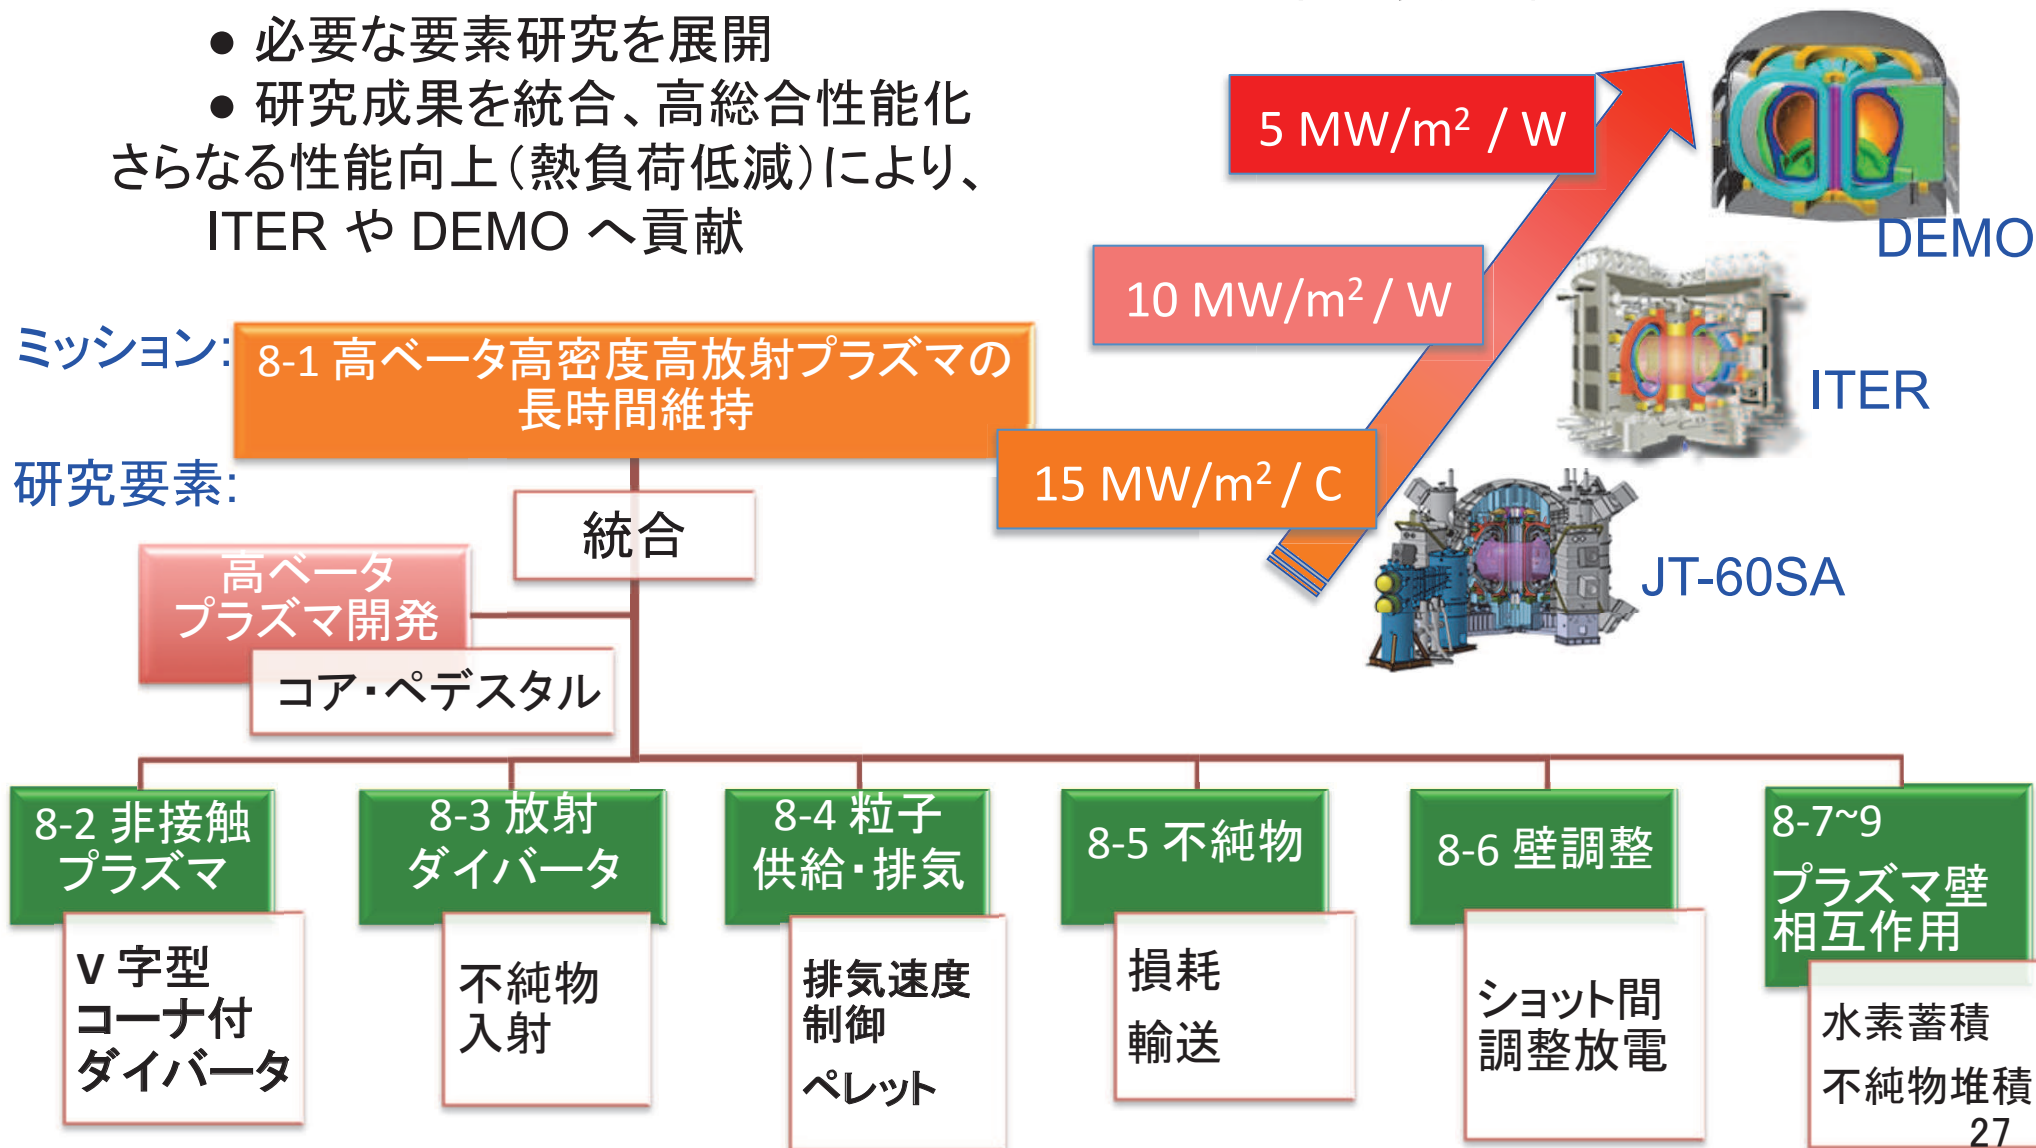 ● 必要な要素研究を展開
● 研究成果を統合、高総合性能化
さらなる性能向上（熱負荷低減）により、
ITER や DEMO へ貢献
5 MW/m² / W
DEMO
10 MW/m² / W
ITER
15 MW/m² / C
JT-60SA
ミッション:
8-1 高ベータ高密度高放射プラズマの
長時間維持
研究要素:
統合
高ベータ
プラズマ開発
コア・ペデスタル
8-2 非接触
プラズマ
V 字型
コーナ付
ダイバータ
8-3 放射
ダイバータ
不純物
入射
8-4 粒子
供給・排気
排気速度
制御
ペレット
8-5 不純物
損耗
輸送
8-6 壁調整
ショット間
調整放電
8-7~9
プラズマ壁
相互作用
水素蓄積
不純物堆積
27